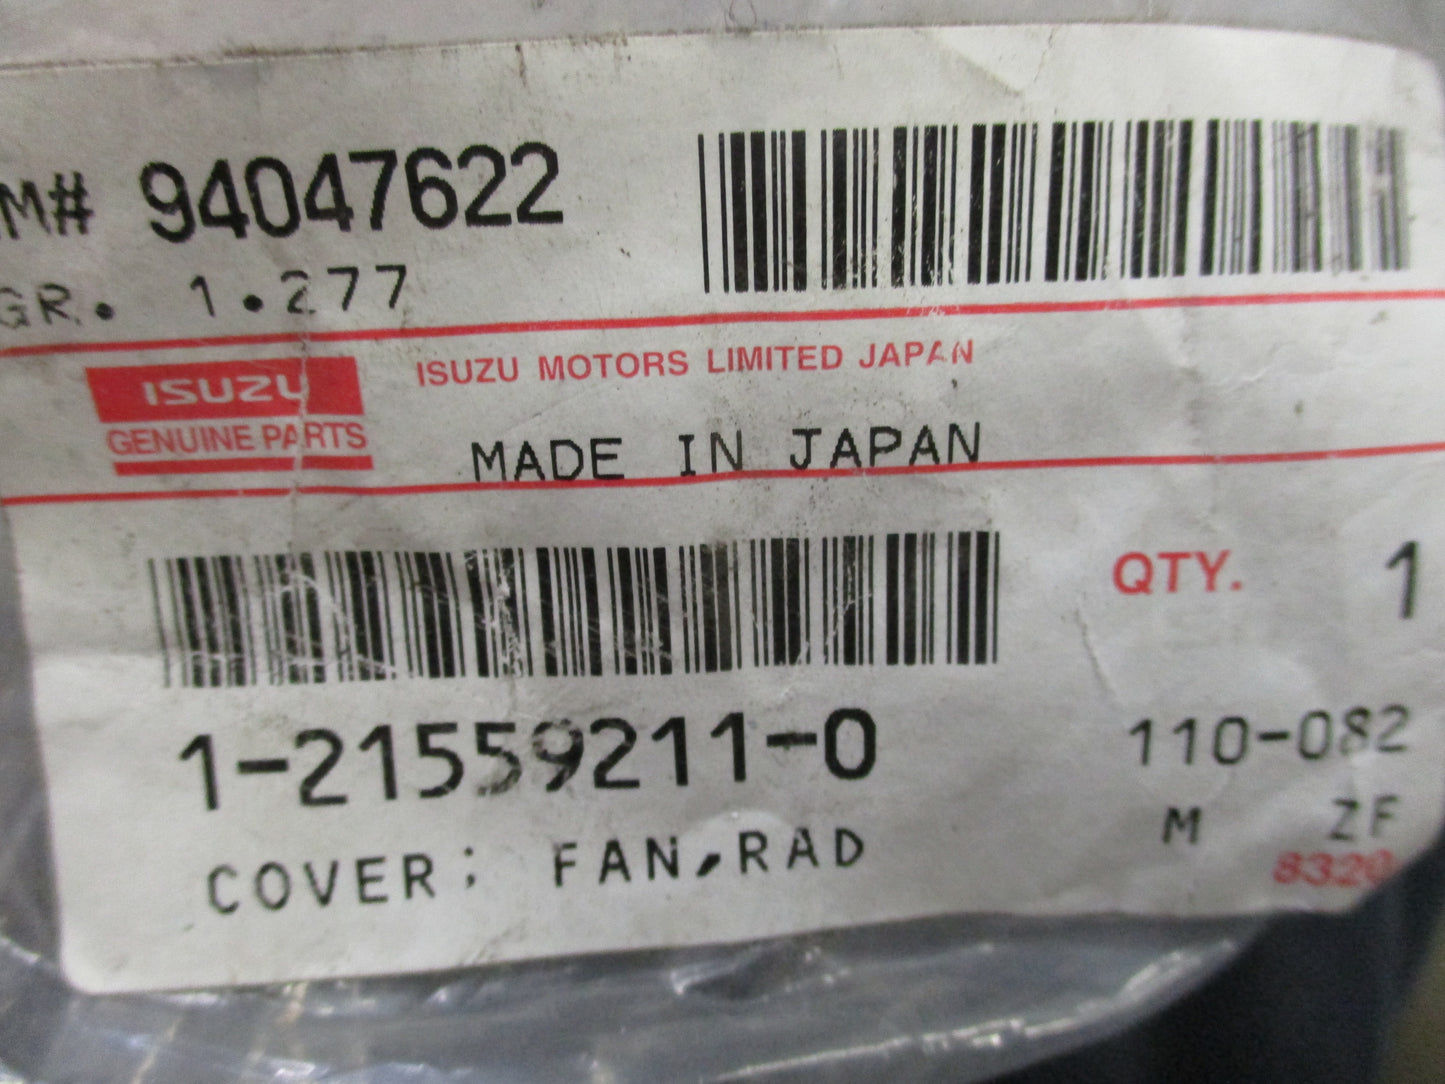 M# 94047622
GR. 1.277
ISUZU
GENUINE PARTS
ISUZU MOTORS LIMITED JAPAN
MADE IN JAPAN
QTY. 1
1-21559211-0
110-082
COVER; FAN,RAD
M ZF
8320